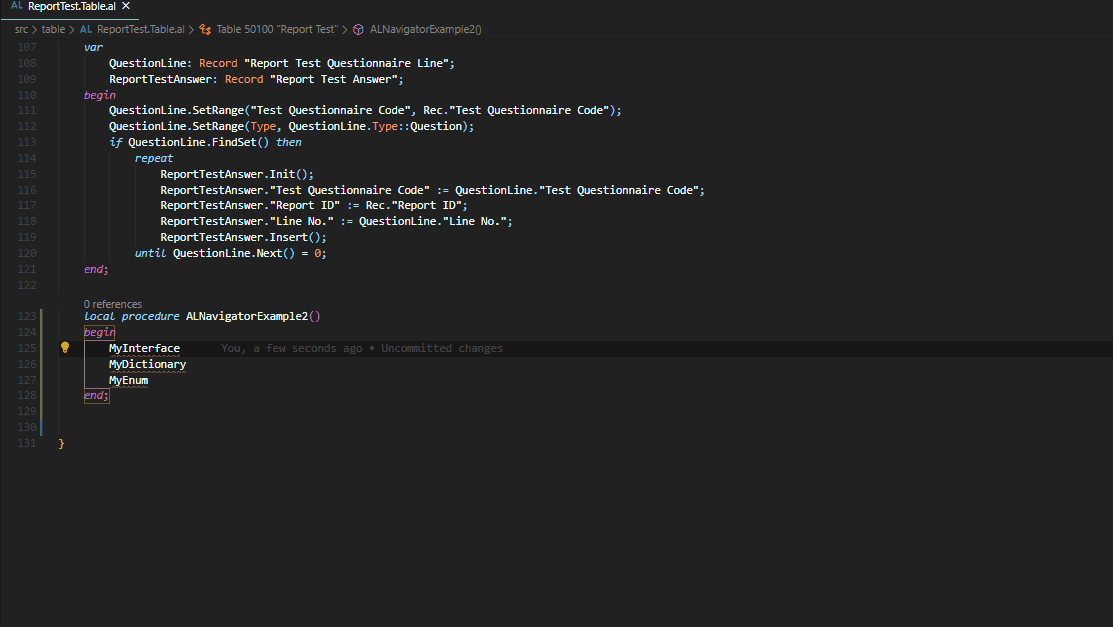 AL ReportTest.Table.al ×
src > table > AL ReportTest.Table.al > Table 50100 "Report Test" > ALNavigatorExample2()
107 var
108 QuestionLine: Record "Report Test Questionnaire Line";
109 ReportTestAnswer: Record "Report Test Answer";
110 begin
111 QuestionLine.SetRange("Test Questionnaire Code", Rec."Test Questionnaire Code");
112 QuestionLine.SetRange(Type, QuestionLine.Type::Question);
113 if QuestionLine.FindSet() then
114 repeat
115 ReportTestAnswer.Init();
116 ReportTestAnswer."Test Questionnaire Code" := QuestionLine."Test Questionnaire Code";
117 ReportTestAnswer."Report ID" := Rec."Report ID";
118 ReportTestAnswer."Line No." := QuestionLine."Line No.";
119 ReportTestAnswer.Insert();
120 until QuestionLine.Next() = 0;
121 end;
122
0 references
123 local procedure ALNavigatorExample2()
124 begin
125 MyInterface You, a few seconds ago • Uncommitted changes
126 MyDictionary
127 MyEnum
128 end;
129
130
131 }